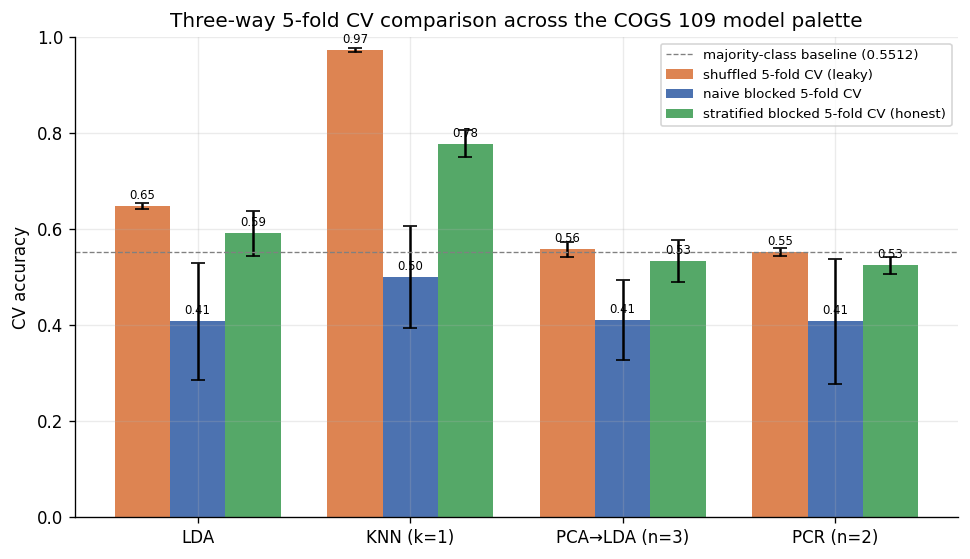 Three-way 5-fold CV comparison across the COGS 109 model palette
majority-class baseline (0.5512)
shuffled 5-fold CV (leaky)
naive blocked 5-fold CV
stratified blocked 5-fold CV (honest)
CV accuracy
1.0
0.8
0.6
0.4
0.2
0.0
0.65
0.41
0.59
0.97
0.50
0.78
0.56
0.41
0.53
0.55
0.41
0.53
LDA
KNN (k=1)
PCA→LDA (n=3)
PCR (n=2)